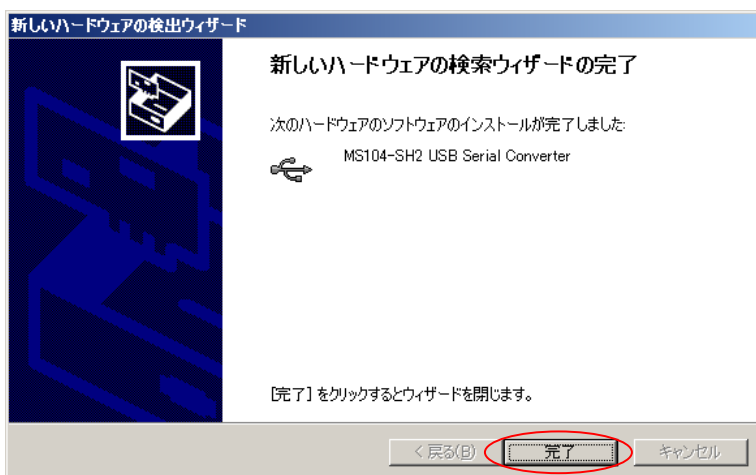 新しいハードウェアの検出ウィザード
新しいハードウェアの検索ウィザードの完了
次のハードウェアのソフトウェアのインストールが完了しました:
MS104-SH2 USB Serial Converter
[完了] をクリックするとウィザードを閉じます。
< 戻る(B) 完了 キャンセル